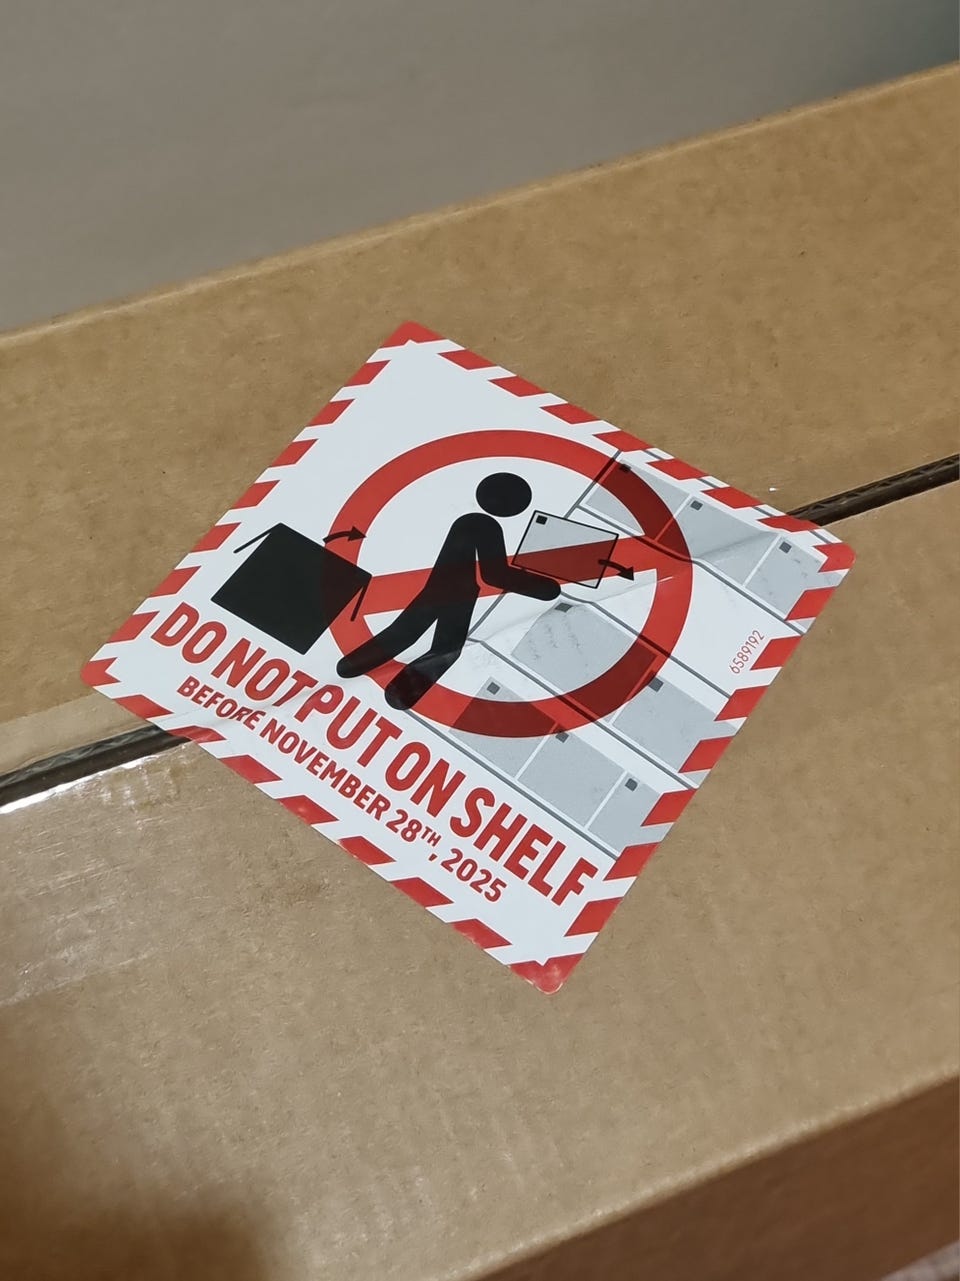 DO NOT PUT ON SHELF
BEFORE NOVEMBER 28TH, 2025
6589192